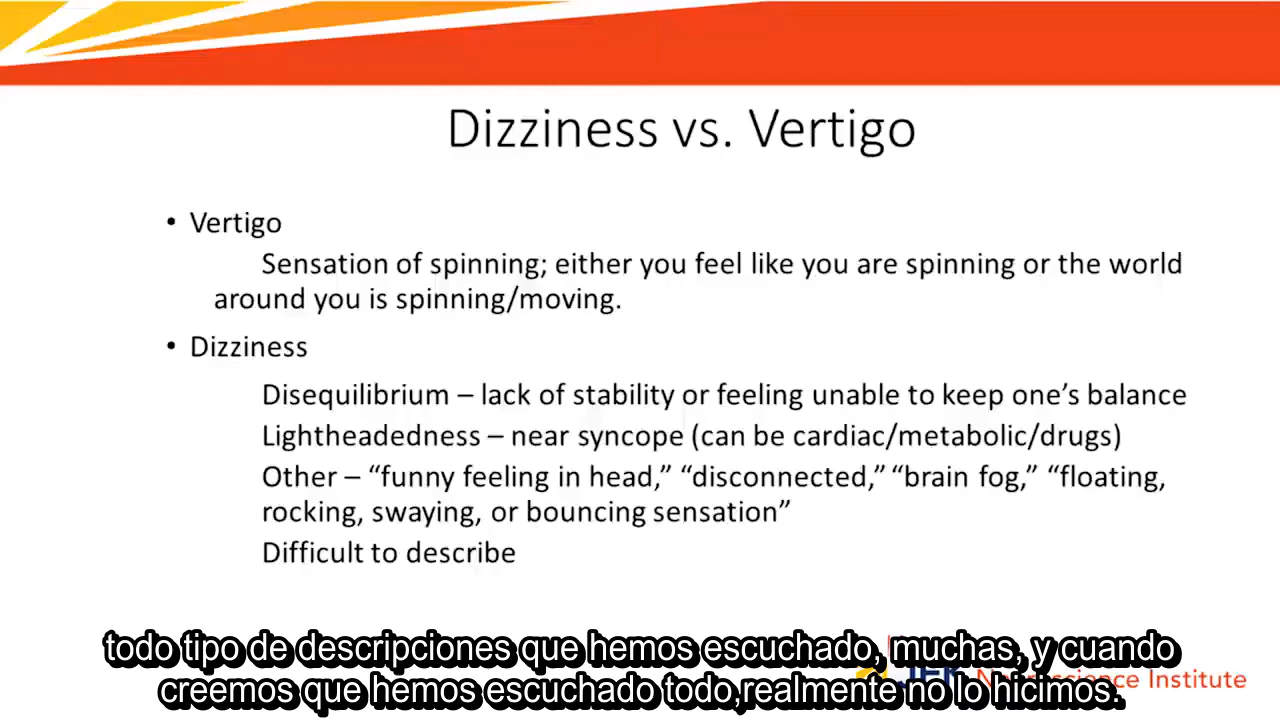 Dizziness vs. Vertigo
• Vertigo
Sensation of spinning; either you feel like you are spinning or the world
around you is spinning/moving.
• Dizziness
Disequilibrium – lack of stability or feeling unable to keep one’s balance
Lightheadedness – near syncope (can be cardiac/metabolic/drugs)
Other – “funny feeling in head,” “disconnected,” “brain fog,” “floating,
rocking, swaying, or bouncing sensation”
Difficult to describe
todo tipo de descripciones que hemos escuchado, muchas, y cuando
creemos que hemos escuchado todo,realmente no lo hicimos.
Institute